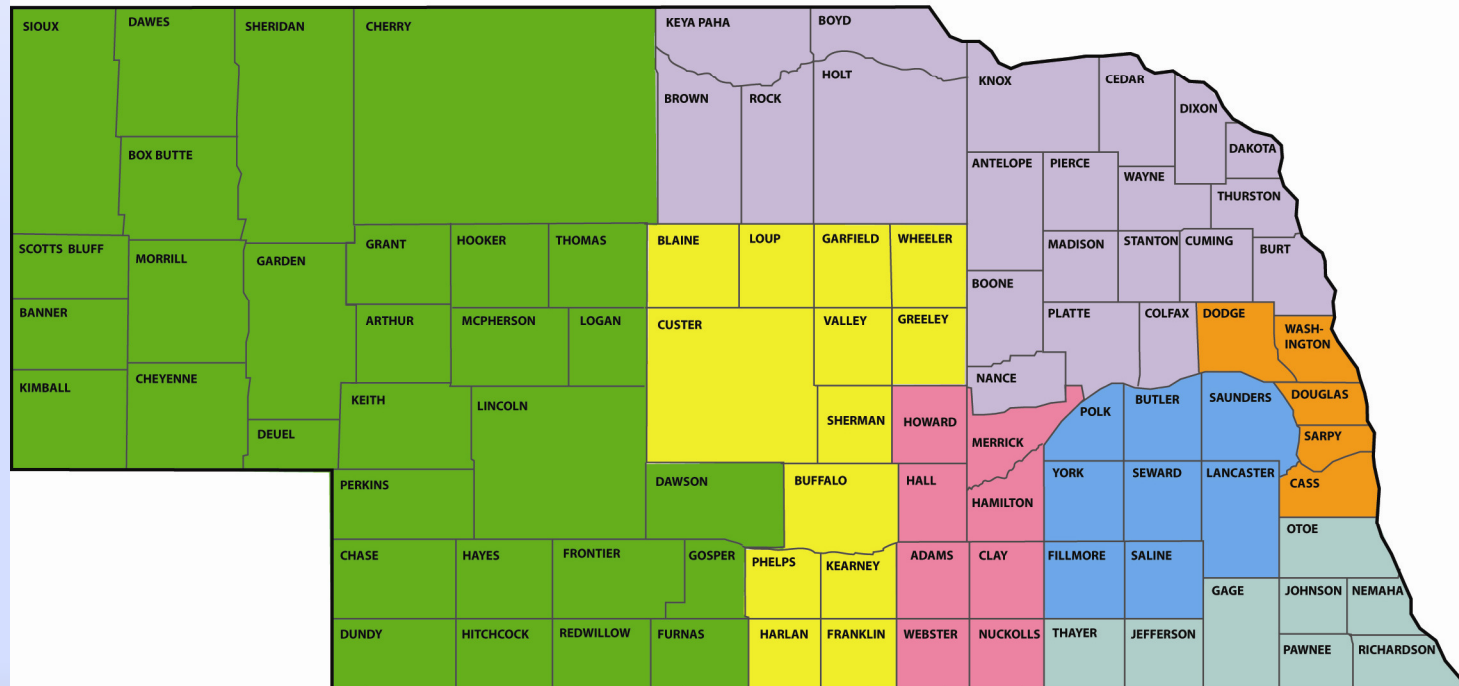 SIOUX
DAWES
SHERIDAN
CHERRY
KEYA PAHA
BOYD
HOLT
KNOX
CEDAR
DIXON
BROWN
ROCK
DAKOTA
BOX BUTTE
ANTELOPE
PIERCE
WAYNE
THURSTON
SCOTTS BLUFF
MORRILL
GARDEN
GRANT
HOOKER
THOMAS
BLAINE
LOUP
GARFIELD
WHEELER
MADISON
STANTON
CUMING
BURT
BOONE
BANNER
ARTHUR
MCPHERSON
LOGAN
CUSTER
VALLEY
GREELEY
PLATTE
COLFAX
DODGE
WASH-
INGTON
KIMBALL
CHEYENNE
NANCE
KEITH
LINCOLN
DEUEL
SHERMAN
HOWARD
MERRICK
POLK
BUTLER
SAUNDERS
DOUGLAS
SARPY
PERKINS
DAWSON
BUFFALO
HALL
HAMILTON
YORK
SEWARD
LANCASTER
CASS
OTOE
CHASE
HAYES
FRONTIER
GOSPER
PHELPS
KEARNEY
ADAMS
CLAY
FILLMORE
SALINE
GAGE
JOHNSON
NEMAHA
DUNDY
HITCHCOCK
REDWILLOW
FURNAS
HARLAN
FRANKLIN
WEBSTER
NUCKOLLS
THAYER
JEFFERSON
PAWNEE
RICHARDSON